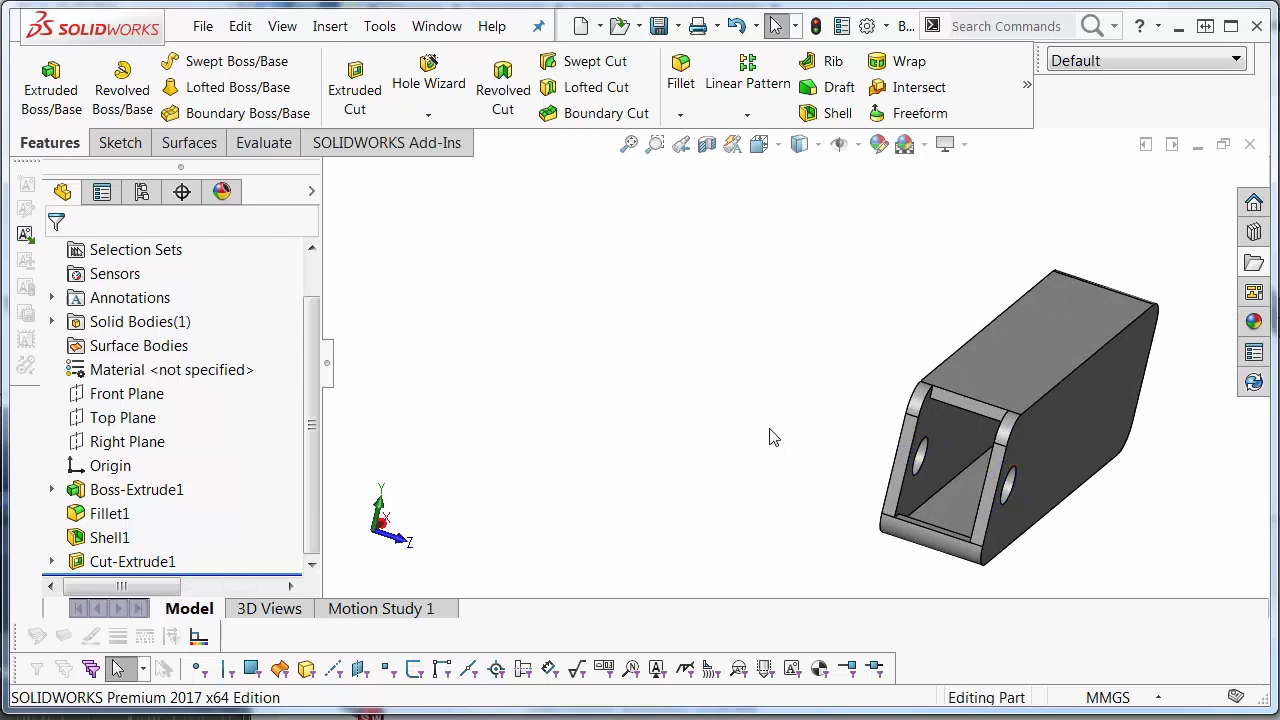 SOLIDWORKS File Edit View Insert Tools Window Help B... Search Commands ?
Extruded Boss/Base
Revolved Boss/Base
Swept Boss/Base
Lofted Boss/Base
Boundary Boss/Base
Extruded Cut
Hole Wizard
Revolved Cut
Swept Cut
Lofted Cut
Boundary Cut
Fillet
Linear Pattern
Rib
Draft
Shell
Wrap
Intersect
Freeform
Default
Features Sketch Surfaces Evaluate SOLIDWORKS Add-Ins
Selection Sets
Sensors
Annotations
Solid Bodies(1)
Surface Bodies
Material <not specified>
Front Plane
Top Plane
Right Plane
Origin
Boss-Extrude1
Fillet1
Shell1
Cut-Extrude1
Y
X
Z
Model 3D Views Motion Study 1
SOLIDWORKS Premium 2017 x64 Edition Editing Part MMGS